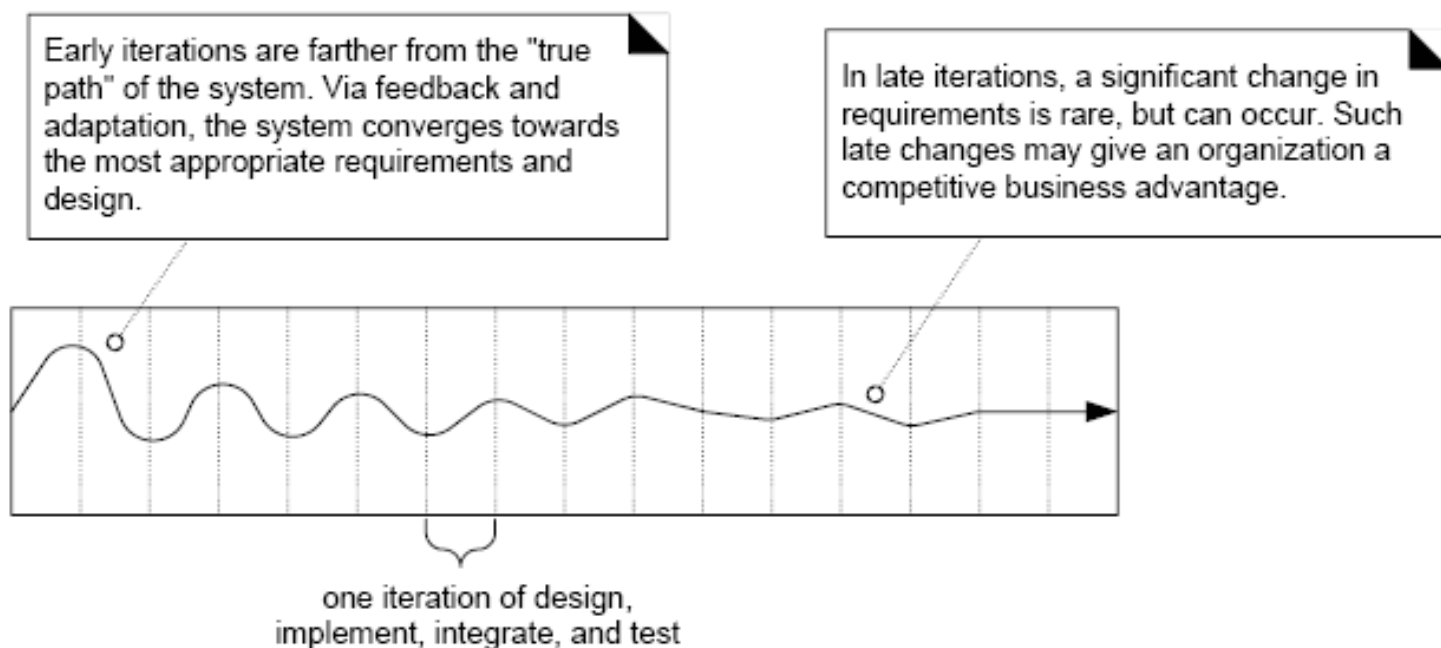 Early iterations are farther from the "true
path" of the system. Via feedback and
adaptation, the system converges towards
the most appropriate requirements and
design.
In late iterations, a significant change in
requirements is rare, but can occur. Such
late changes may give an organization a
competitive business advantage.
one iteration of design,
implement, integrate, and test